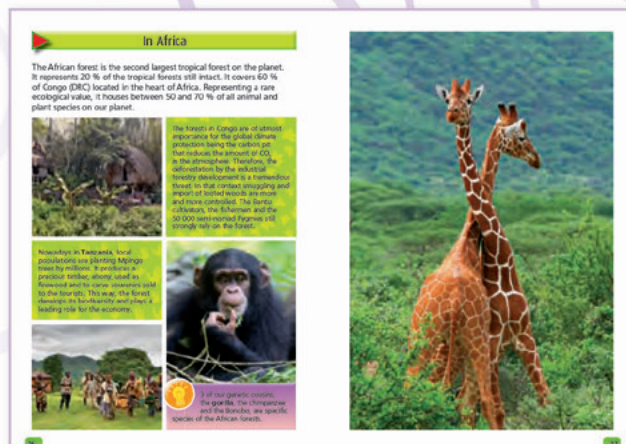 In Africa
The African forest is the second largest tropical forest on the planet.
It represents 20 % of the tropical forests still intact. It covers 60 %
of Congo (DRC) located in the heart of Africa. Representing a rare
ecological value, it houses between 50 and 70 % of all animal and
plant species on our planet.
The forests in Congo are of utmost
importance for the global climate
protection being the carbon pit
that reduces the amount of CO₂
in the atmosphere. Therefore, the
deforestation by the industrial
forestry development is a tremendous
threat. In that context smuggling and
import of looted woods are more
and more controlled. The Bantu
cultivators, the fishermen and the
50 000 semi-nomad Pygmies still
strongly rely on the forest.
Nowadays in Tanzania, local
populations are planting Mpingo
trees by millions. It produces a
precious timber, ebony, used as
firewood and to carve souvenirs sold
to the tourists. This way, the forest
develops its biodiversity and plays a
leading role for the economy.
3 of our genetic cousins,
the gorilla, the chimpanzee
and the Bonobo, are specific
species of the African forests.